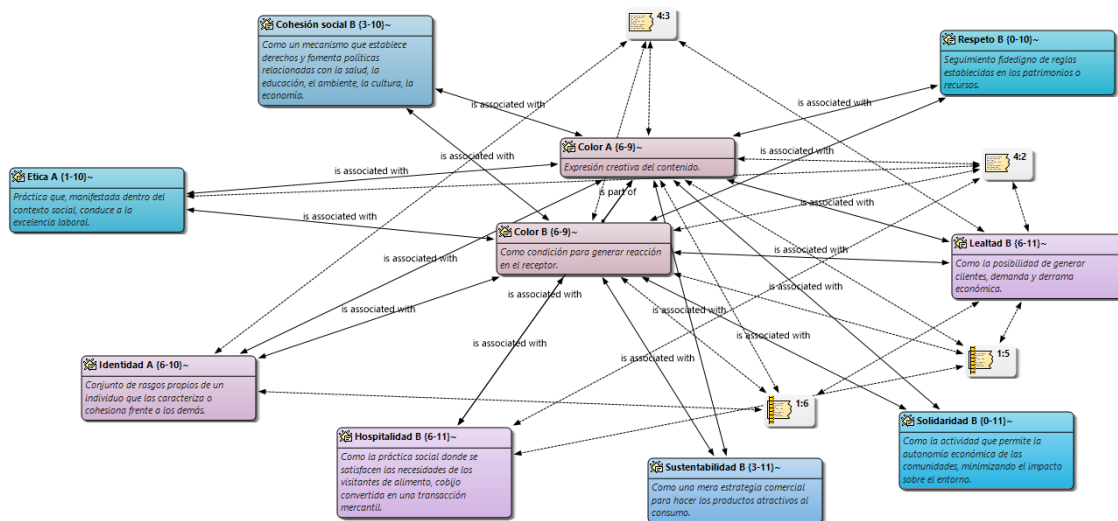 Cohesión social B {3-10}~
Como un mecanismo que establece
derechos y fomenta políticas
relacionadas con la salud, la
educación, el ambiente, la cultura, la
economía.
4:3
Respeto B {0-10}~
Seguimiento fidedigno de reglas
establecidas en los patrimonios o
recursos.
is associated with
is associated with
is associated with
is associated with
Color A {6-9}~
Expresión creativa del contenido.
4:2
Etica A {1-10}~
Práctica que, manifestada dentro del
contexto social, conduce a la
excelencia laboral.
is associated with
is part of
is associated with
is associated with
Color B {6-9}~
Como condición para generar reacción
en el receptor.
is associated with
is associated with
Lealtad B {6-11}~
Como la posibilidad de generar
clientes, demanda y derrama
económica.
is associated with
is associated with
is associated with
is associated with
is associated with
1:5
Identidad A {6-10}~
Conjunto de rasgos propios de un
individuo que las caracteriza o
cohesiona frente a los demás.
1:6
Hospitalidad B {6-11}~
Como la práctica social donde se
satisfacen las necesidades de los
visitantes de alimento, cobijo
convertida en una transacción
mercantil.
Sustentabilidad B {3-11}~
Como una mera estrategia comercial
para hacer los productos atractivos al
consumo.
Solidaridad B {0-11}~
Como la actividad que permite la
autonomía económica de las
comunidades, minimizando el impacto
sobre el entorno.